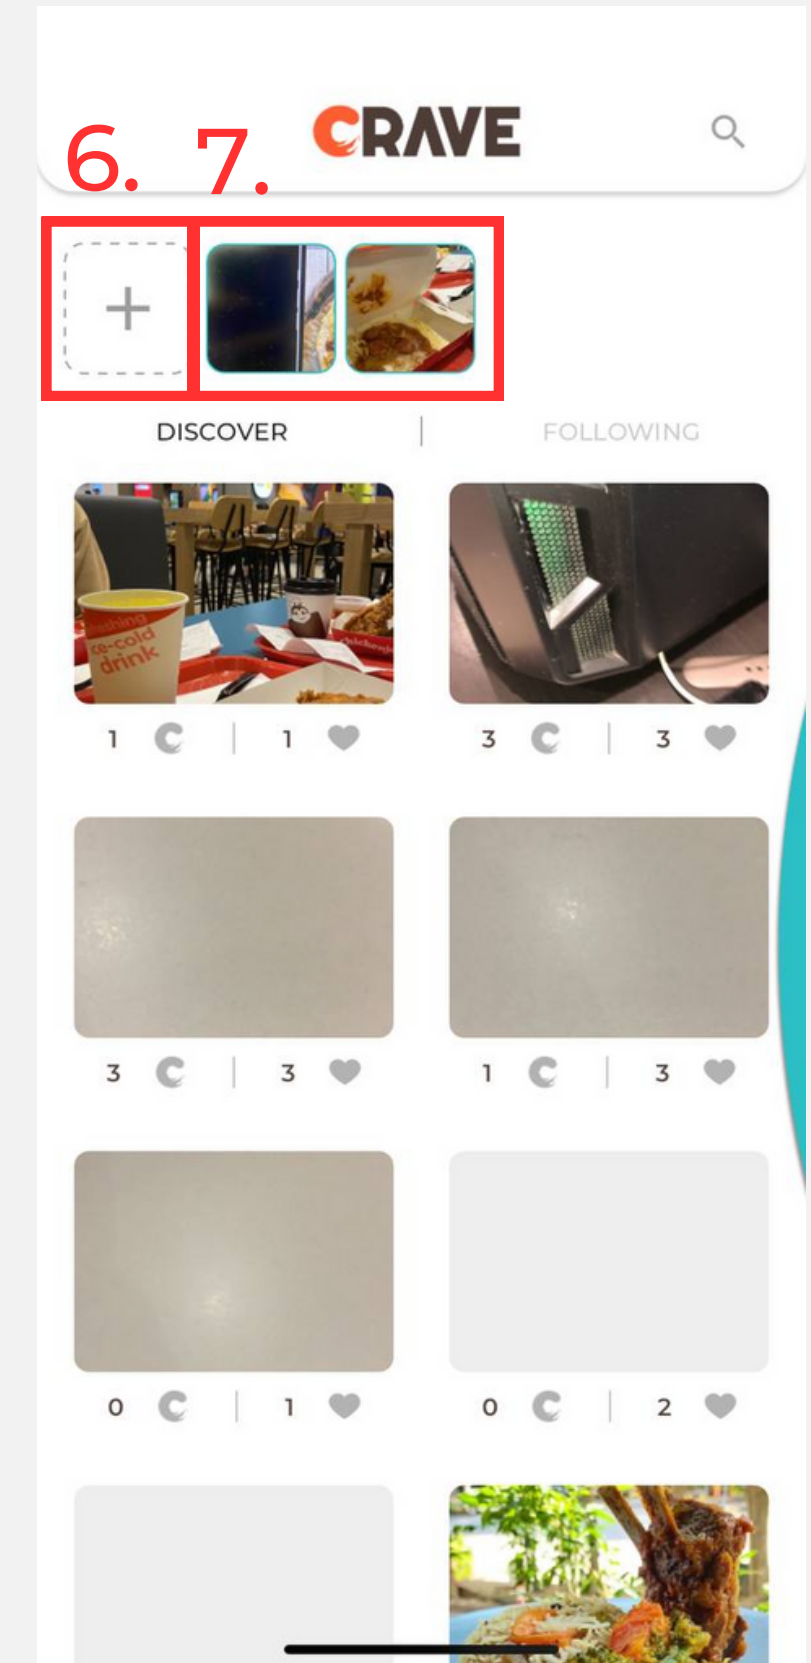 6. 7.
CRAVE
DISCOVER | FOLLOWING
ice-cold
drink
1 | 1
3 | 3
3 | 3
1 | 3
0 | 1
0 | 2